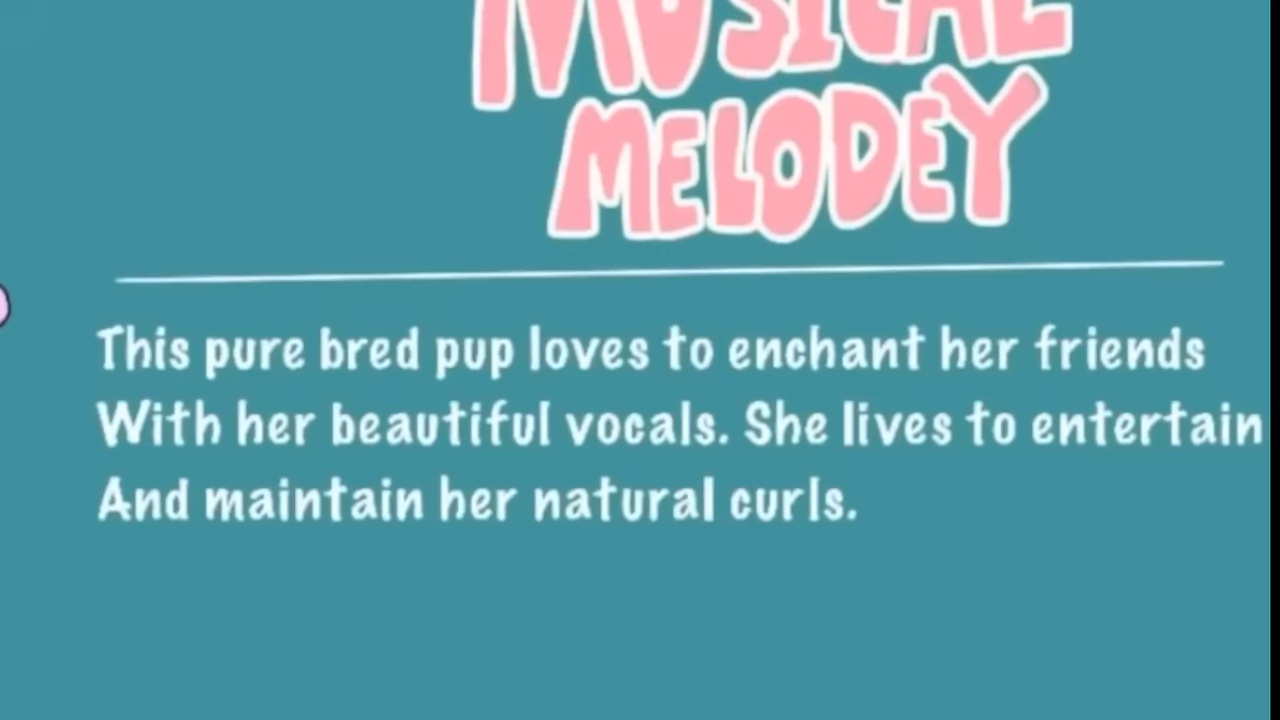 MUSICAL
MELODEY
This pure bred pup loves to enchant her friends
With her beautiful vocals. She lives to entertain
And maintain her natural curls.